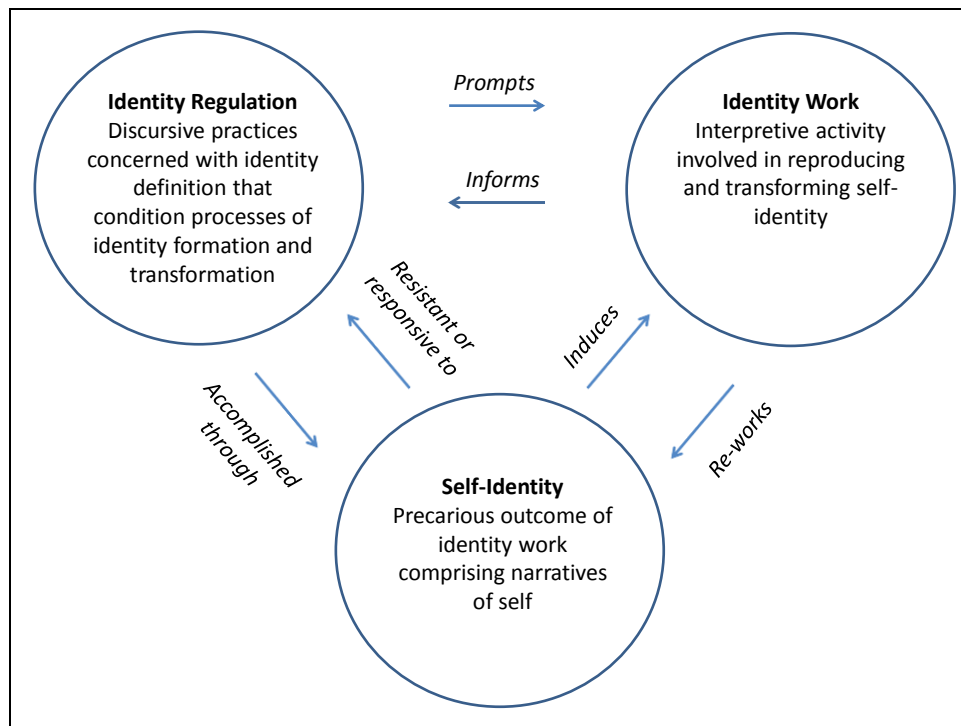 Identity Regulation
Discursive practices
concerned with identity
definition that
condition processes of
identity formation and
transformation
Prompts
Informs
Identity Work
Interpretive activity
involved in reproducing
and transforming self-
identity
Resistant or
responsive to
Induces
Accomplished
through
Re-works
Self-Identity
Precarious outcome of
identity work
comprising narratives
of self